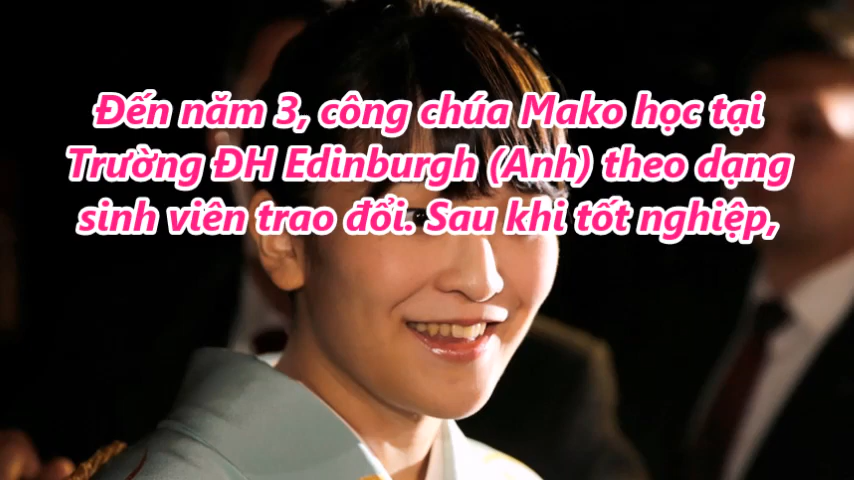 Đến năm 3, công chúa Mako học tại
Trường ĐH Edinburgh (Anh) theo dạng
sinh viên trao đổi. Sau khi tốt nghiệp,